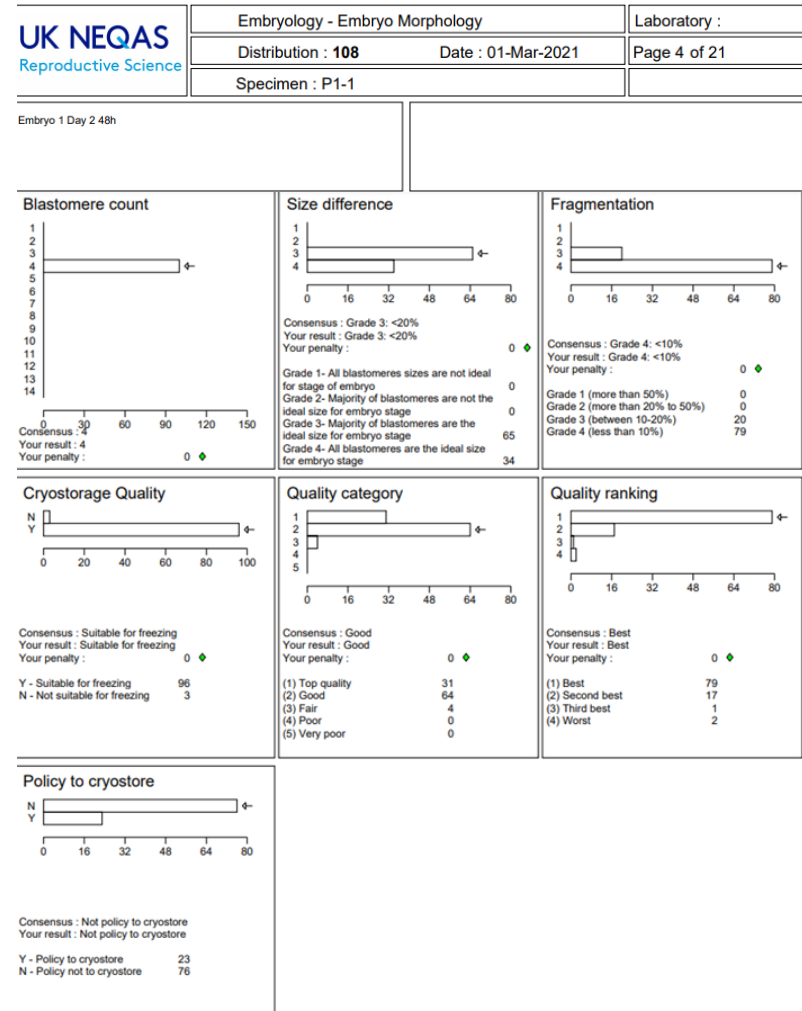 UK NEQAS
Reproductive Science
Embryology - Embryo Morphology
Laboratory :
Distribution : 108 Date : 01-Mar-2021
Page 4 of 21
Specimen : P1-1
Embryo 1 Day 2 48h
Blastomere count
1
2
3
4
5
6
7
8
9
10
11
12
13
14
0 30 60 90 120 150
Consensus : 4
Your result : 4
Your penalty : 0
Size difference
1
2
3
4
0 16 32 48 64 80
Consensus : Grade 3: <20%
Your result : Grade 3: <20%
Your penalty : 0
Grade 1- All blastomeres sizes are not ideal
for stage of embryo 0
Grade 2- Majority of blastomeres are not the
ideal size for embryo stage 0
Grade 3- Majority of blastomeres are the
ideal size for embryo stage 65
Grade 4- All blastomeres are the ideal size
for embryo stage 34
Fragmentation
1
2
3
4
0 16 32 48 64 80
Consensus : Grade 4: <10%
Your result : Grade 4: <10%
Your penalty : 0
Grade 1 (more than 50%) 0
Grade 2 (more than 20% to 50%) 0
Grade 3 (between 10-20%) 20
Grade 4 (less than 10%) 79
Cryostorage Quality
N
Y
0 20 40 60 80 100
Consensus : Suitable for freezing
Your result : Suitable for freezing
Your penalty : 0
Y - Suitable for freezing 96
N - Not suitable for freezing 3
Quality category
1
2
3
4
5
0 16 32 48 64 80
Consensus : Good
Your result : Good
Your penalty : 0
(1) Top quality 31
(2) Good 64
(3) Fair 4
(4) Poor 0
(5) Very poor 0
Quality ranking
1
2
3
4
0 16 32 48 64 80
Consensus : Best
Your result : Best
Your penalty : 0
(1) Best 79
(2) Second best 17
(3) Third best 1
(4) Worst 2
Policy to cryostore
N
Y
0 16 32 48 64 80
Consensus : Not policy to cryostore
Your result : Not policy to cryostore
Y - Policy to cryostore 23
N - Policy not to cryostore 76